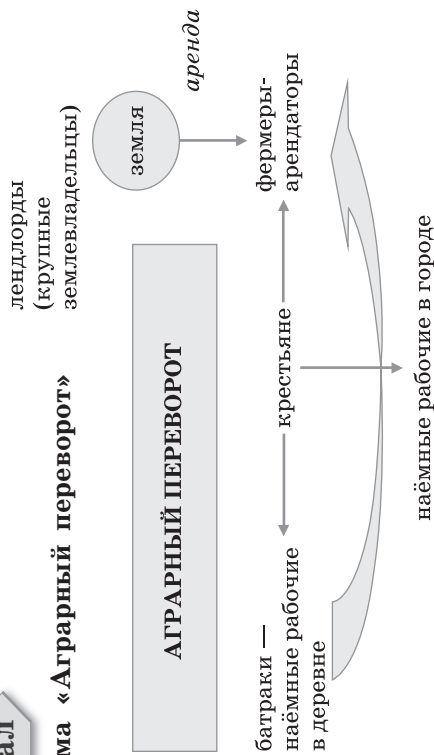 ма «Аграрный переворот»
лендлорды
(крупные
землевладельцы)
АГРАРНЫЙ ПЕРЕВОРОТ
земля
аренда
батраки —
наёмные рабочие
в деревне
крестьяне
фермеры-
арендаторы
наёмные рабочие в городе